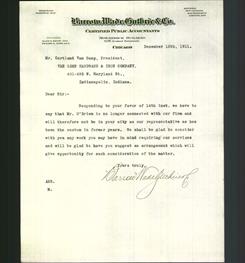 Barrow, Wade, Guthrie & Co.
Certified Public Accountants
Chicago
December 18th, 1911.
Mr. Cortland Van Camp, President,
THE VAN CAMP HARDWARE & IRON COMPANY,
401-435 W. Maryland St.,
Indianapolis, Indiana.
Dear Sir:-
Responding to your favor of 14th inst. we have to
say that Mr. O'Brien is no longer connected with our firm and
will therefore not be in your city as our representative as has
been the custom in former years. We shall be glad to consider
with you any work you may have in mind requiring our services
and will be glad to have you suggest an arrangement which will
give opportunity for such consideration of the matter.
Yours truly,
Barrow Wade Guthrie & Co